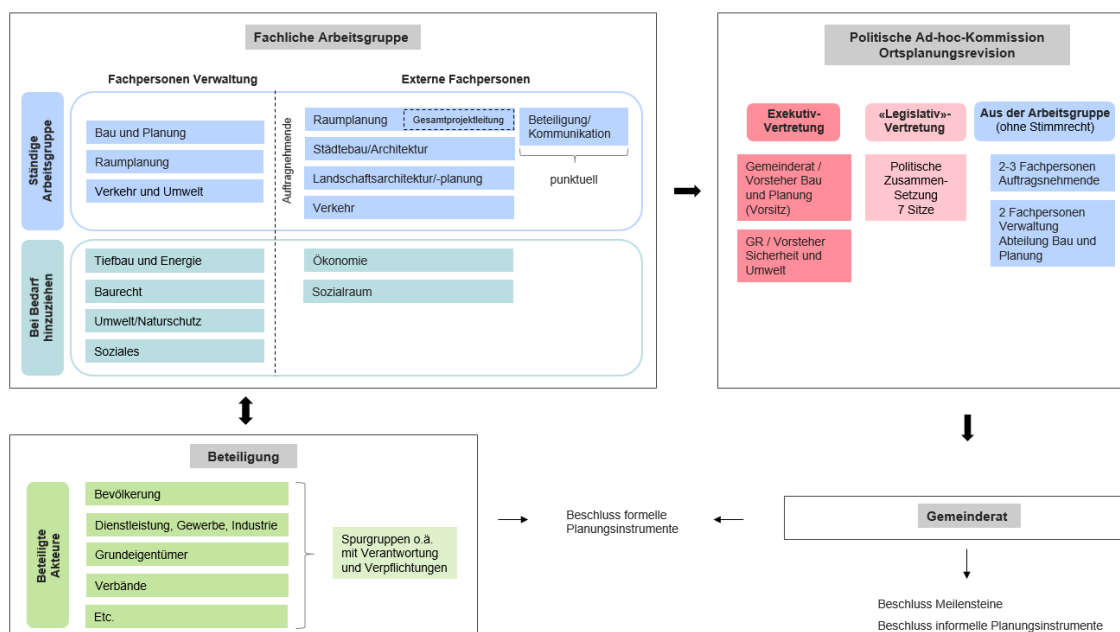 Fachliche Arbeitsgruppe
Fachpersonen Verwaltung
Externe Fachpersonen
Ständige
Arbeitsgruppe
Bau und Planung
Raumplanung
Verkehr und Umwelt
Auftragnehmende
Raumplanung
Gesamtprojektleitung
Städtebau/Architektur
Landschaftsarchitektur/-planung
Verkehr
Beteiligung/
Kommunikation
punktuell
Bei Bedarf
hinzuziehen
Tiefbau und Energie
Baurecht
Umwelt/Naturschutz
Soziales
Ökonomie
Sozialraum
Politische Ad-hoc-Kommission
Ortsplanungsrevision
Exekutiv-
Vertretung
Gemeinderat /
Vorsteher Bau
und Planung
(Vorsitz)
GR / Vorsteher
Sicherheit und
Umwelt
«Legislativ»-
Vertretung
Politische
Zusammen-
Setzung
7 Sitze
Aus der Arbeitsgruppe
(ohne Stimmrecht)
2-3 Fachpersonen
Auftragsnehmende
2 Fachpersonen
Verwaltung
Abteilung Bau und
Planung
Beteiligung
Beteiligte
Akteure
Bevölkerung
Dienstleistung, Gewerbe, Industrie
Grundeigentümer
Verbände
Etc.
Spurgruppen o.ä.
mit Verantwortung
und Verpflichtungen
Beschluss formelle
Planungsinstrumente
Gemeinderat
Beschluss Meilensteine
Beschluss informelle Planungsinstrumente